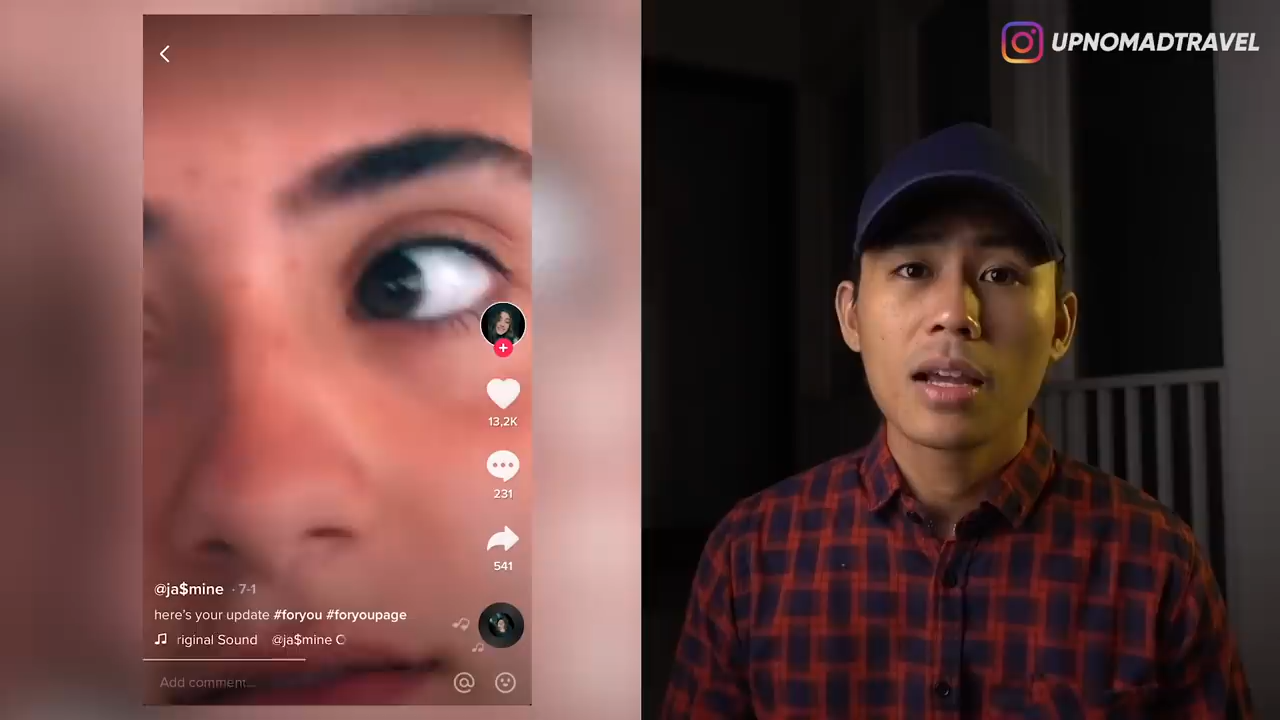 UPNOMADTRAVEL
13,2K
231
541
@ja$mine · 7-1
here's your update #foryou #foryoupage
riginal Sound @ja$mine
Add comment...